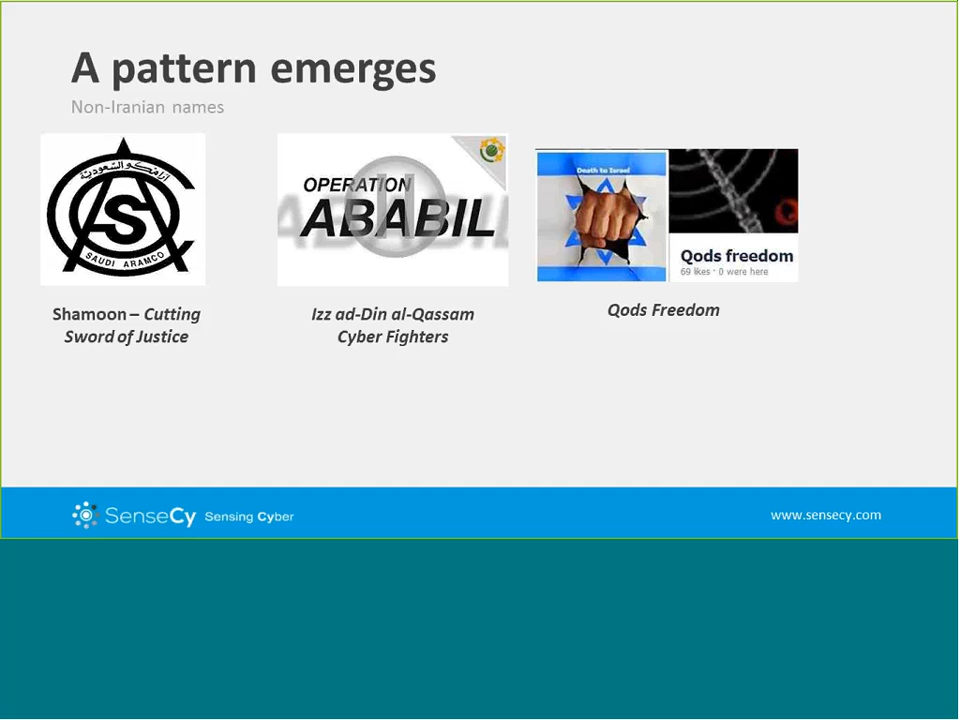 A pattern emerges
Non-Iranian names
أرامكو السعودية
SAUDI ARAMCO
OPERATION
ABABIL
Death to Israel
Qods freedom
69 likes · 0 were here
Shamoon – Cutting
Sword of Justice
Izz ad-Din al-Qassam
Cyber Fighters
Qods Freedom
SenseCy Sensing Cyber
www.sensecy.com